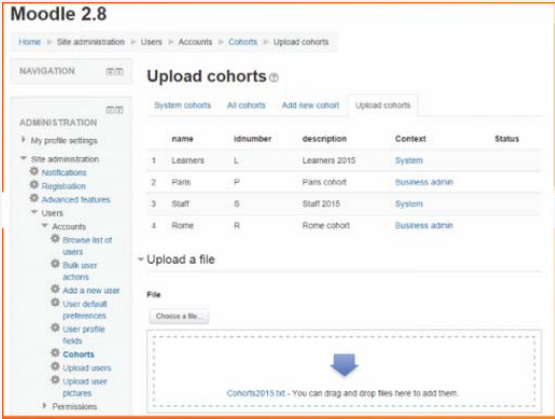 Moodle 2.8
Home ► Site administration ► Users ► Accounts ► Cohorts ► Upload cohorts
NAVIGATION
ADMINISTRATION
My profile settings
Site administration
Notifications
Registration
Advanced features
Users
Accounts
Browse list of
users
Bulk user
actions
Add a new user
User default
preferences
User profile
fields
Cohorts
Upload users
Upload user
pictures
Permissions
Upload cohorts
System cohorts All cohorts Add new cohort Upload cohorts
name idnumber description Context Status
1 Learners L Learners 2015 System
2 Paris P Paris cohort Business admin
3 Staff S Staff 2015 System
4 Rome R Rome cohort Business admin
Upload a file
File
Choose a file...
Cohorts2015.txt - You can drag and drop files here to add them.